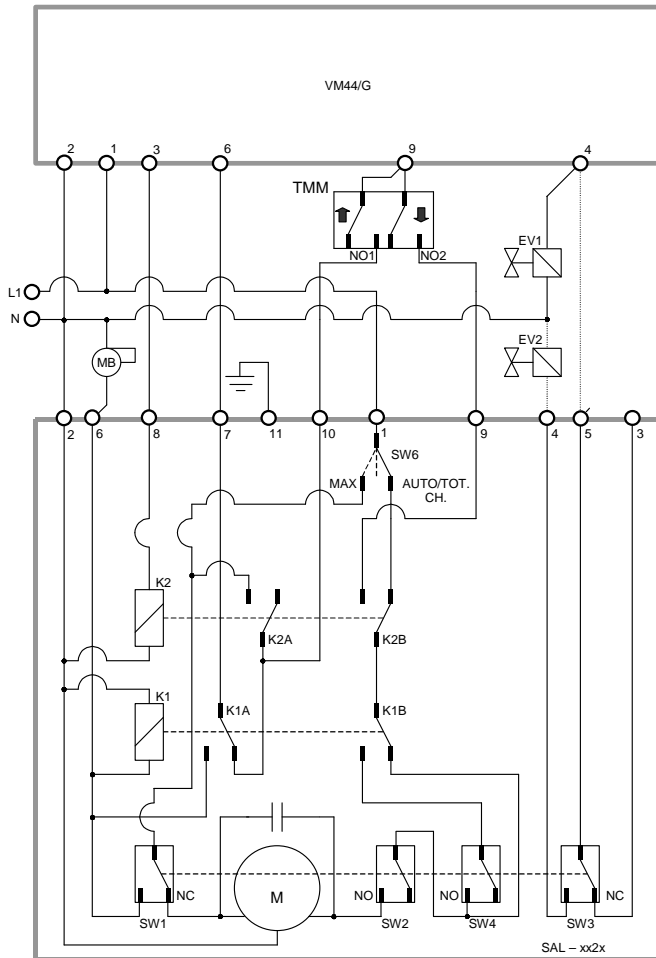 VM44/G
2 1 3 6 9 4
TMM
EV1
NO1 NO2
L1
N
EV2
MB
2 6 8 7 11 10 1 9 4 5 3
SW6
MAX AUTO/TOT.
CH.
K2
K2A K2B
K1
K1A K1B
NC M NO NO NC
SW1 SW2 SW4 SW3
SAL – xx2x